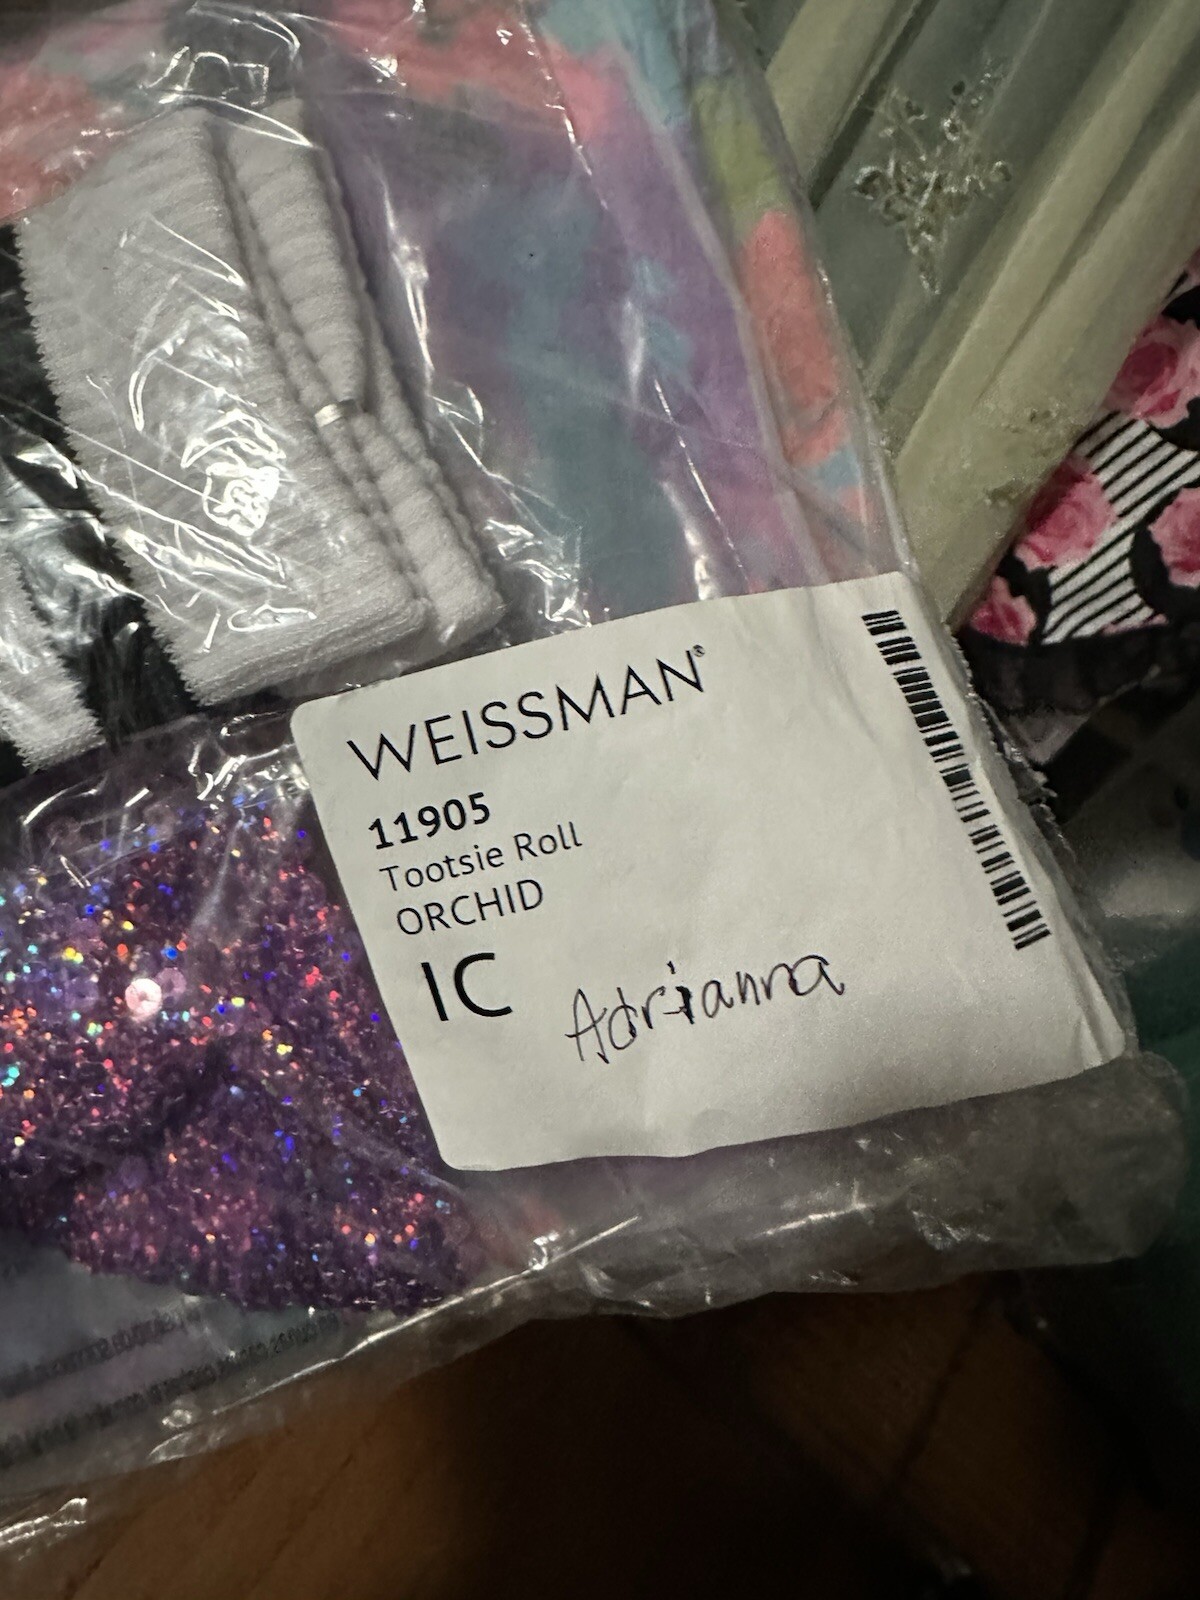 WEISSMAN®
11905
Tootsie Roll
ORCHID
IC
Adrianna